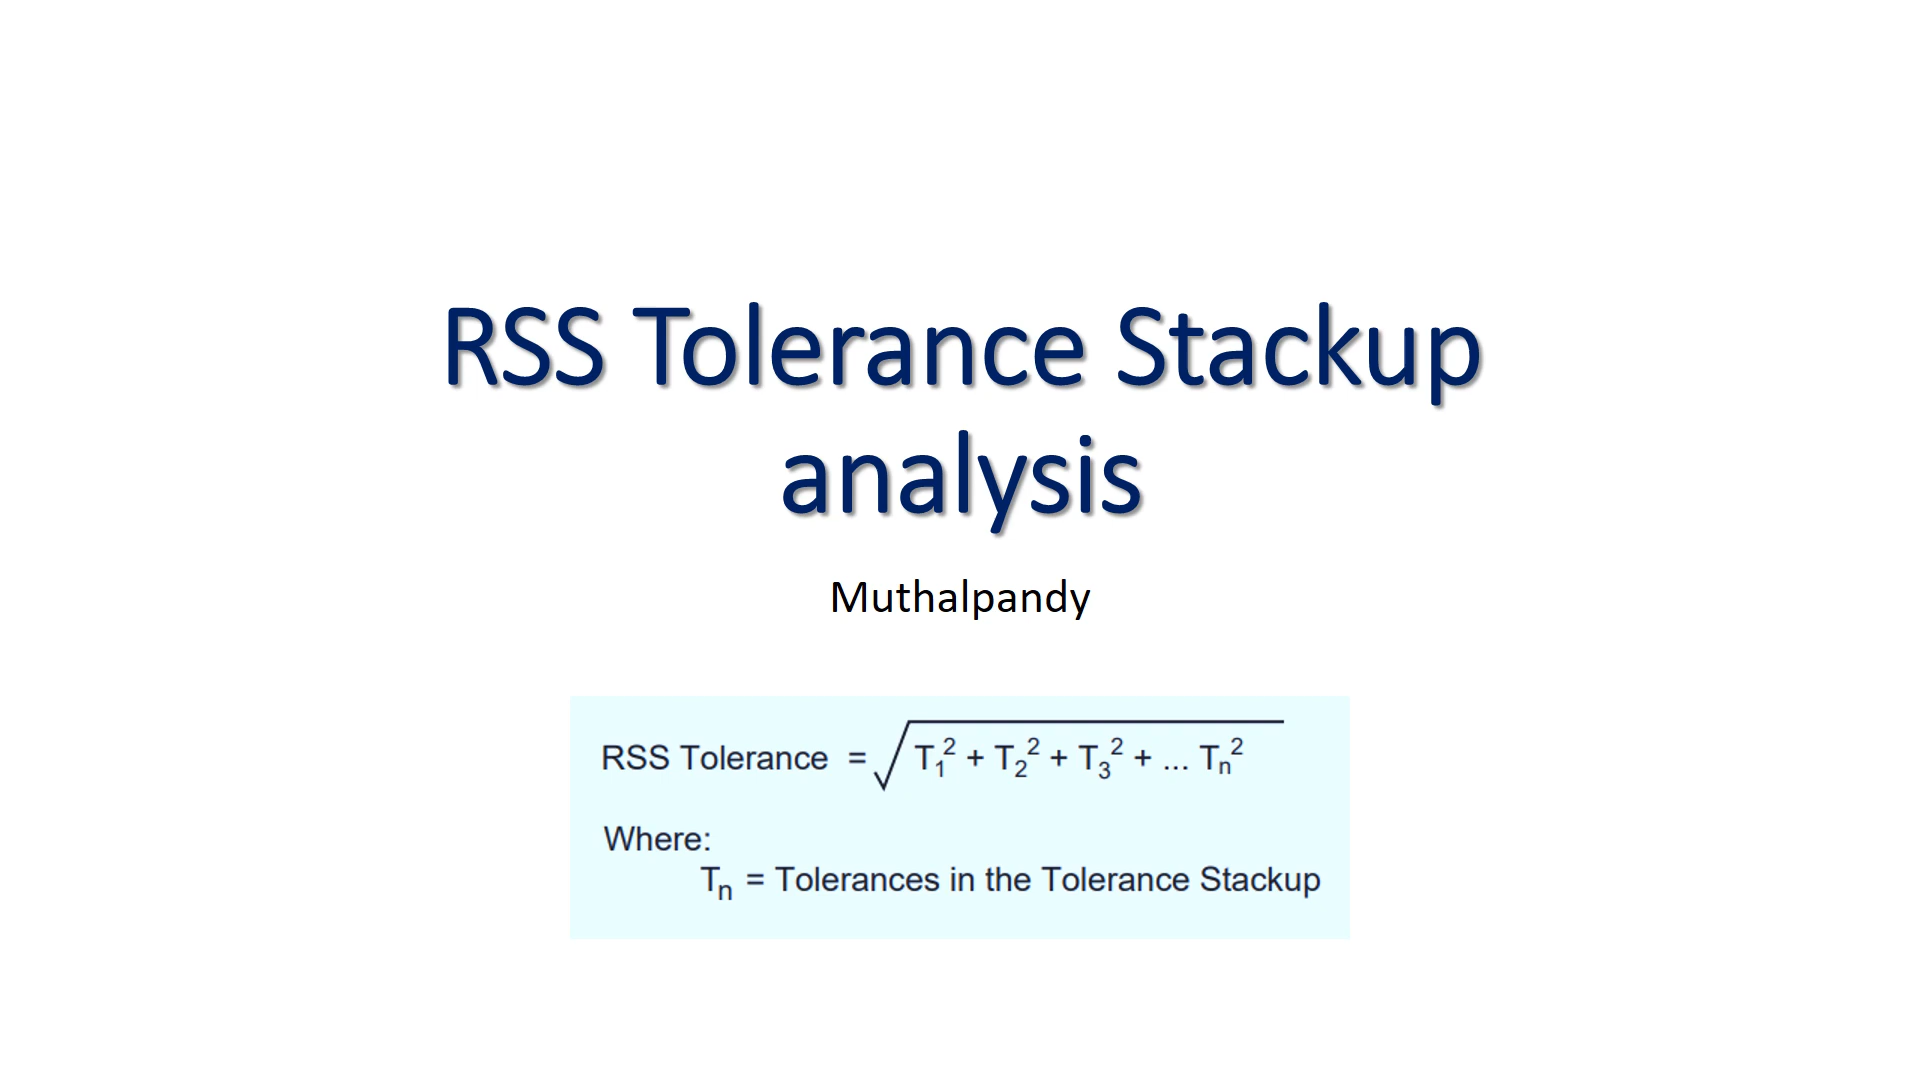 RSS Tolerance Stackup
analysis
Muthalpandy
RSS Tolerance = √T₁² + T₂² + T₃² + ... Tₙ²
Where:
Tₙ = Tolerances in the Tolerance Stackup